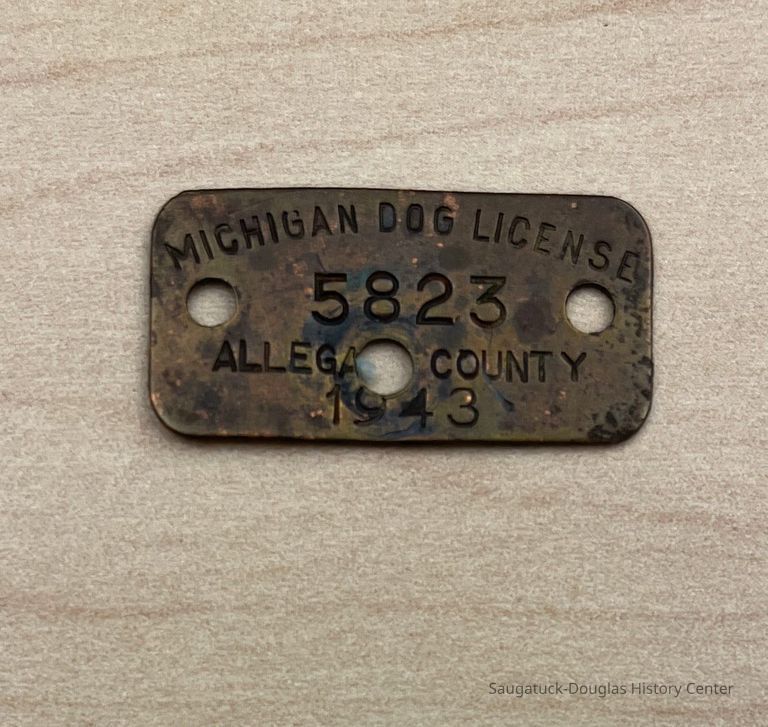 MICHIGAN DOG LICENSE
5823
ALLEGA COUNTY
1943
Saugatuck-Douglas History Center